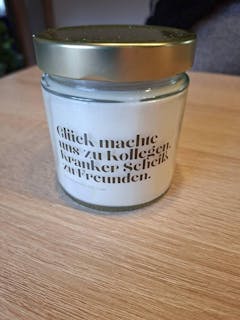 Glück machte
uns zu Kollegen.
Kranker Scheiß
zu Freunden.